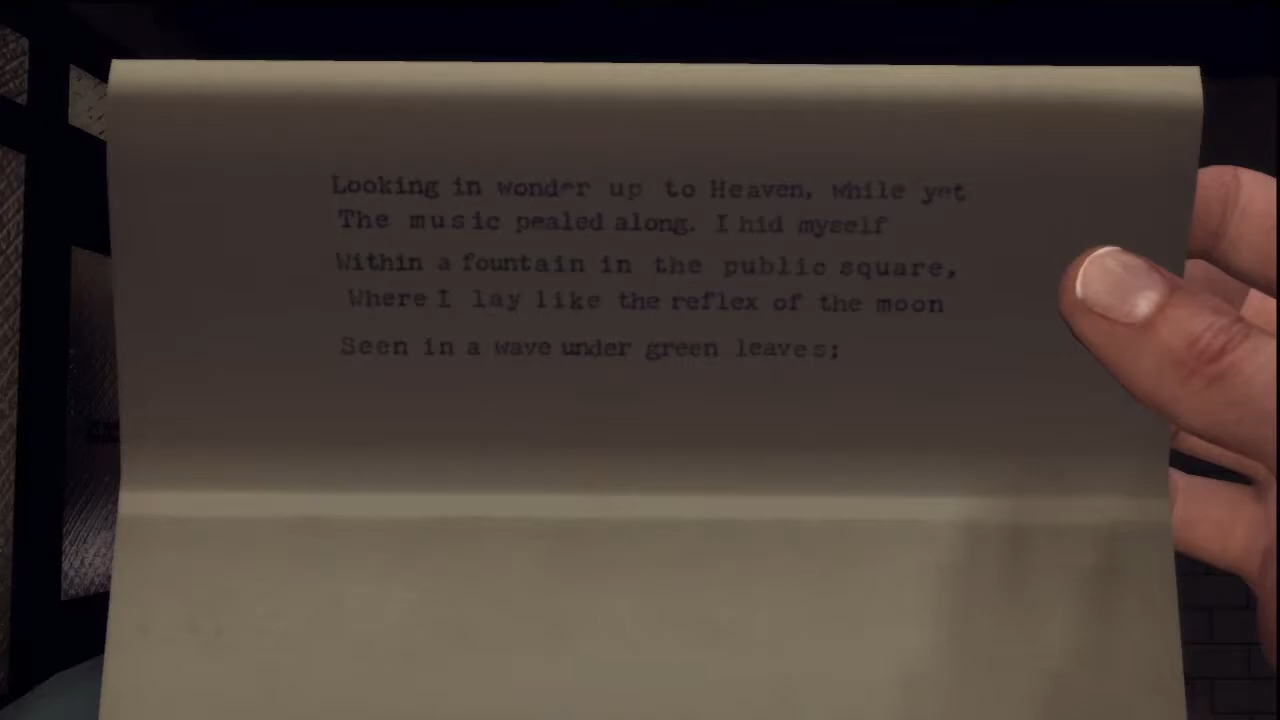 Looking in wonder up to Heaven, while yet
The music pealed along. I hid myself
Within a fountain in the public square,
Where I lay like the reflex of the moon
Seen in a wave under green leaves;